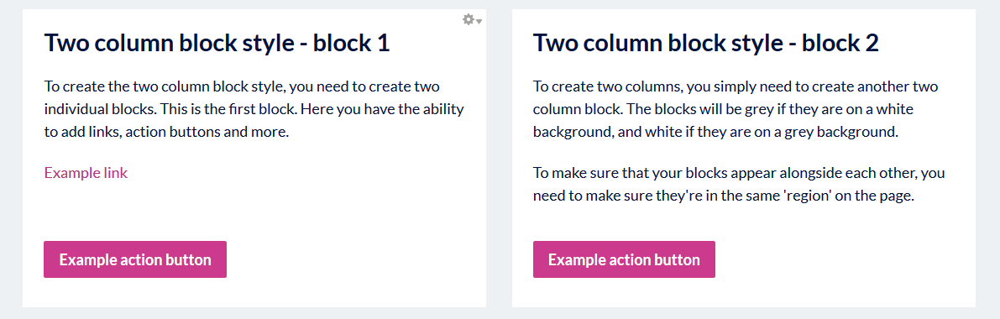 Two column block style - block 1
To create the two column block style, you need to create two
individual blocks. This is the first block. Here you have the ability
to add links, action buttons and more.
Example link
Example action button
Two column block style - block 2
To create two columns, you simply need to create another two
column block. The blocks will be grey if they are on a white
background, and white if they are on a grey background.
To make sure that your blocks appear alongside each other, you
need to make sure they're in the same 'region' on the page.
Example action button